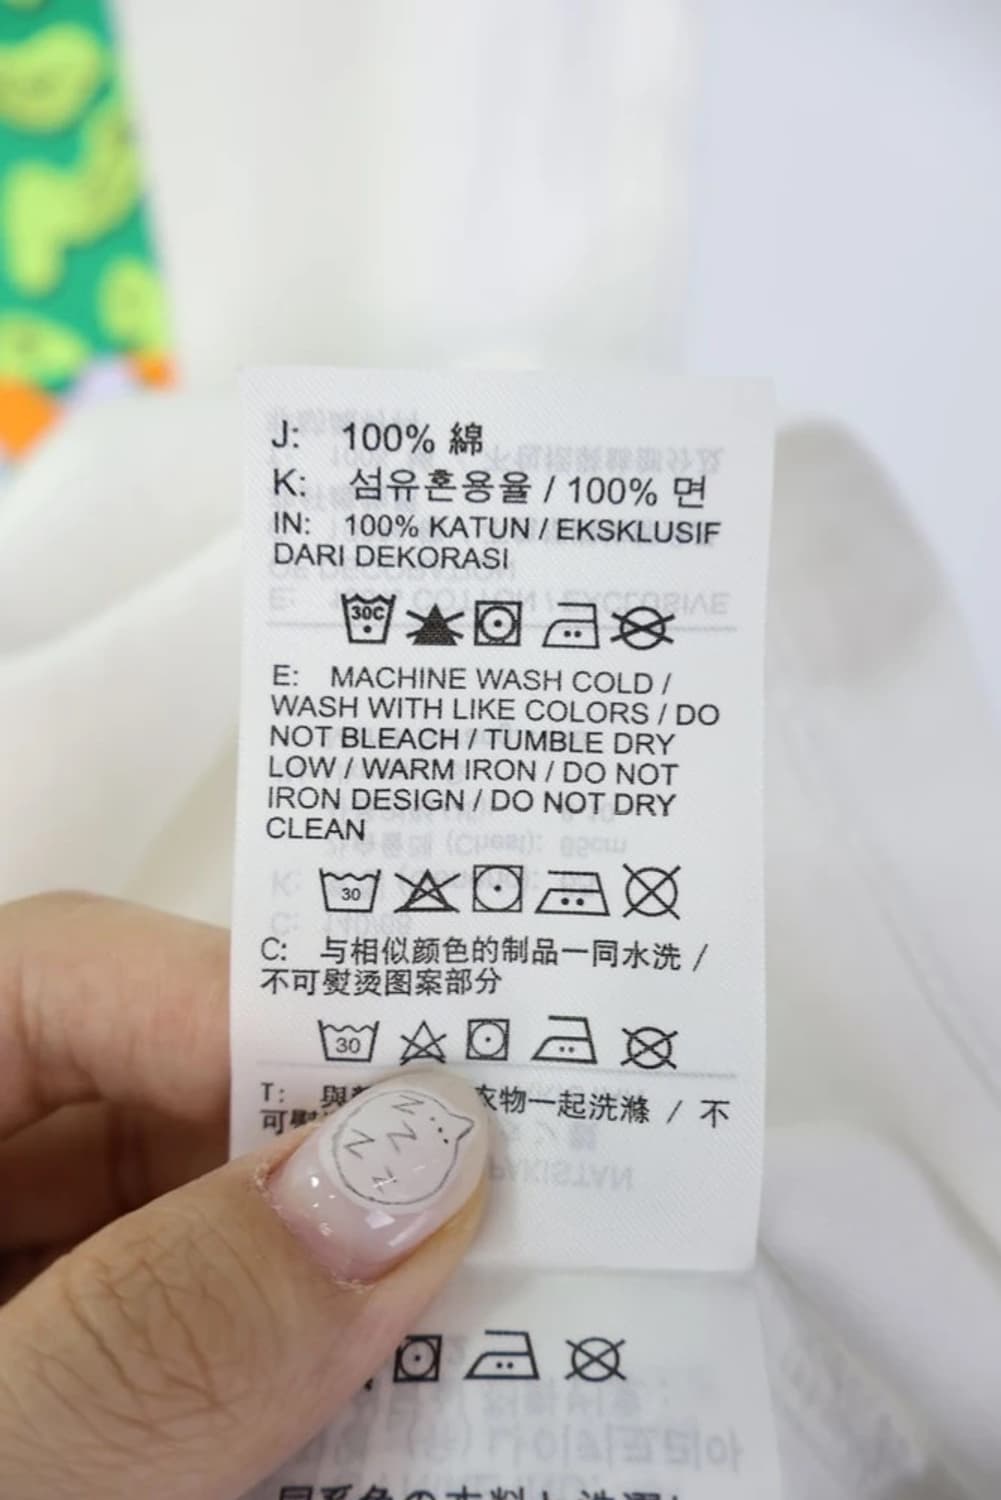 J: 100% 綿
K: 섬유혼용율 / 100% 면
IN: 100% KATUN / EKSKLUSIF
DARI DEKORASI
30C
E: MACHINE WASH COLD /
WASH WITH LIKE COLORS / DO
NOT BLEACH / TUMBLE DRY
LOW / WARM IRON / DO NOT
IRON DESIGN / DO NOT DRY
CLEAN
30
C: 与相似颜色的制品一同水洗 /
不可熨烫图案部分
30
T: 與 衣物一起洗滌 / 不
可